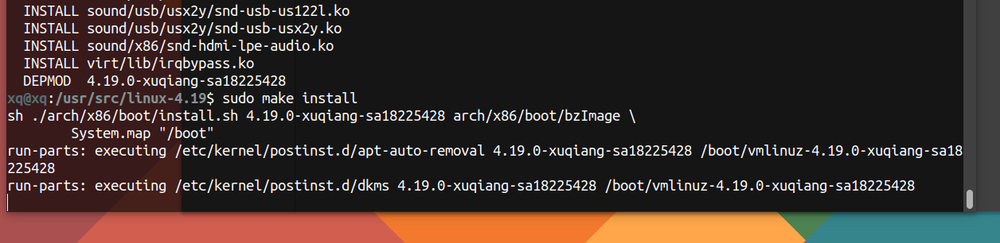 INSTALL sound/usb/usx2y/snd-usb-us122l.ko
INSTALL sound/usb/usx2y/snd-usb-usx2y.ko
INSTALL sound/x86/snd-hdmi-lpe-audio.ko
INSTALL virt/lib/irqbypass.ko
DEPMOD  4.19.0-xuqiang-sa18225428
xq@xq:/usr/src/linux-4.19$ sudo make install
sh ./arch/x86/boot/install.sh 4.19.0-xuqiang-sa18225428 arch/x86/boot/bzImage \
System.map "/boot"
run-parts: executing /etc/kernel/postinst.d/apt-auto-removal 4.19.0-xuqiang-sa18225428 /boot/vmlinuz-4.19.0-xuqiang-sa18
225428
run-parts: executing /etc/kernel/postinst.d/dkms 4.19.0-xuqiang-sa18225428 /boot/vmlinuz-4.19.0-xuqiang-sa18225428